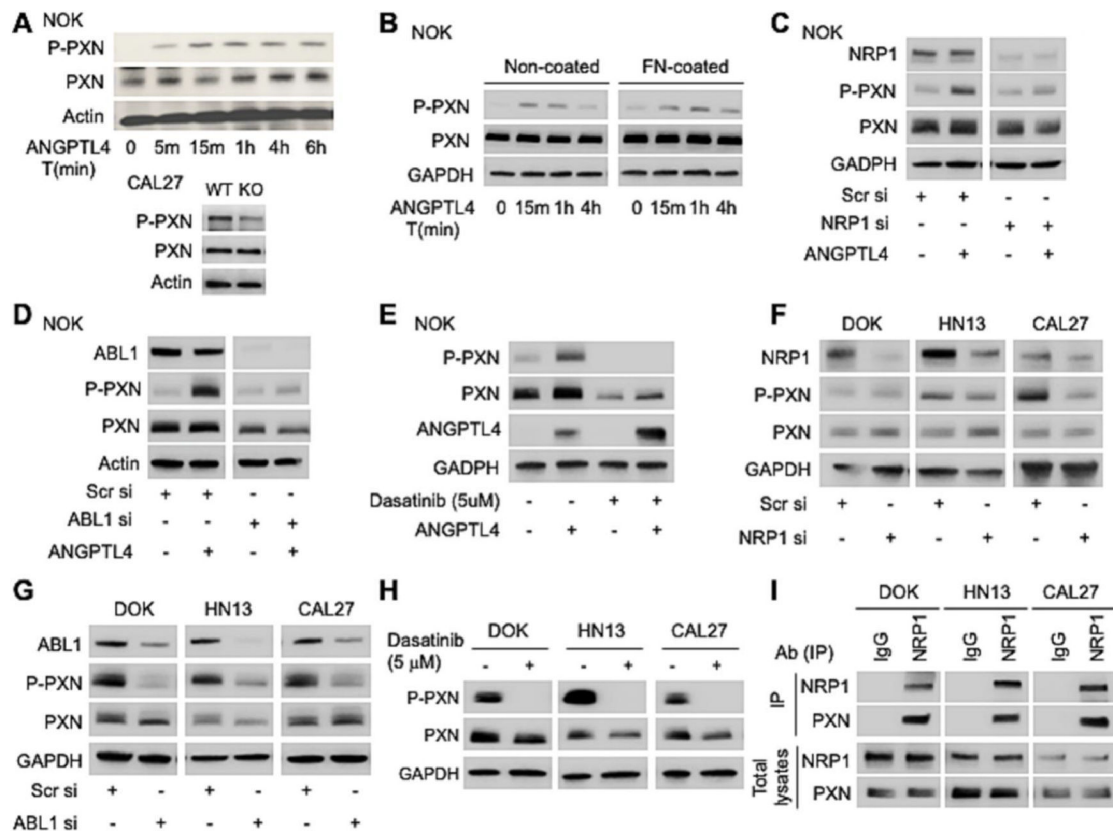 A NOK
P-PXN
PXN
Actin
ANGPTL4 0 5m 15m 1h 4h 6h
T(min)
CAL27 WT KO
P-PXN
PXN
Actin
B NOK
Non-coated FN-coated
P-PXN
PXN
GAPDH
ANGPTL4 0 15m 1h 4h 0 15m 1h 4h
T(min)
C NOK
NRP1
P-PXN
PXN
GADPH
Scr si + + - -
NRP1 si - - + +
ANGPTL4 - + - +
D NOK
ABL1
P-PXN
PXN
Actin
Scr si + + - -
ABL1 si - - + +
ANGPTL4 - + - +
E NOK
P-PXN
PXN
ANGPTL4
GADPH
Dasatinib (5uM) - - + +
ANGPTL4 - + - +
F DOK HN13 CAL27
NRP1
P-PXN
PXN
GAPDH
Scr si + - + - + -
NRP1 si - + - + - +
G DOK HN13 CAL27
ABL1
P-PXN
PXN
GAPDH
Scr si + - + - + -
ABL1 si - + - + - +
H
Dasatinib DOK HN13 CAL27
(5 μM) - + - + - +
P-PXN
PXN
GAPDH
I DOK HN13 CAL27
Ab (IP) IgG NRP1 IgG NRP1 IgG NRP1
IP
NRP1
PXN
Total lysates
NRP1
PXN